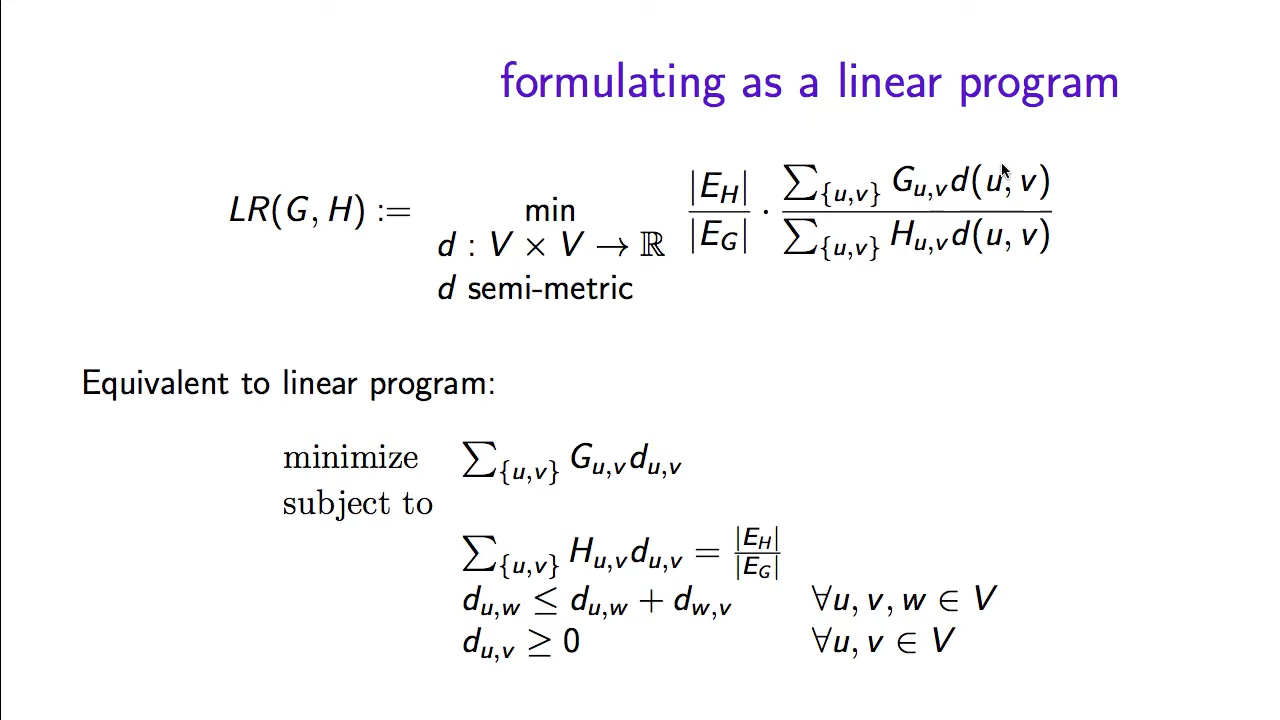 formulating as a linear program
LR(G, H) := min_{d : V × V → ℝ, d semi-metric} |E_H| / |E_G| · ∑_{u,v} G_{u,v} d(u, v) / ∑_{u,v} H_{u,v} d(u, v)
Equivalent to linear program:
minimize ∑_{u,v} G_{u,v} d_{u,v}
subject to
∑_{u,v} H_{u,v} d_{u,v} = |E_H| / |E_G|
d_{u,w} ≤ d_{u,w} + d_{w,v} ∀u, v, w ∈ V
d_{u,v} ≥ 0 ∀u, v ∈ V